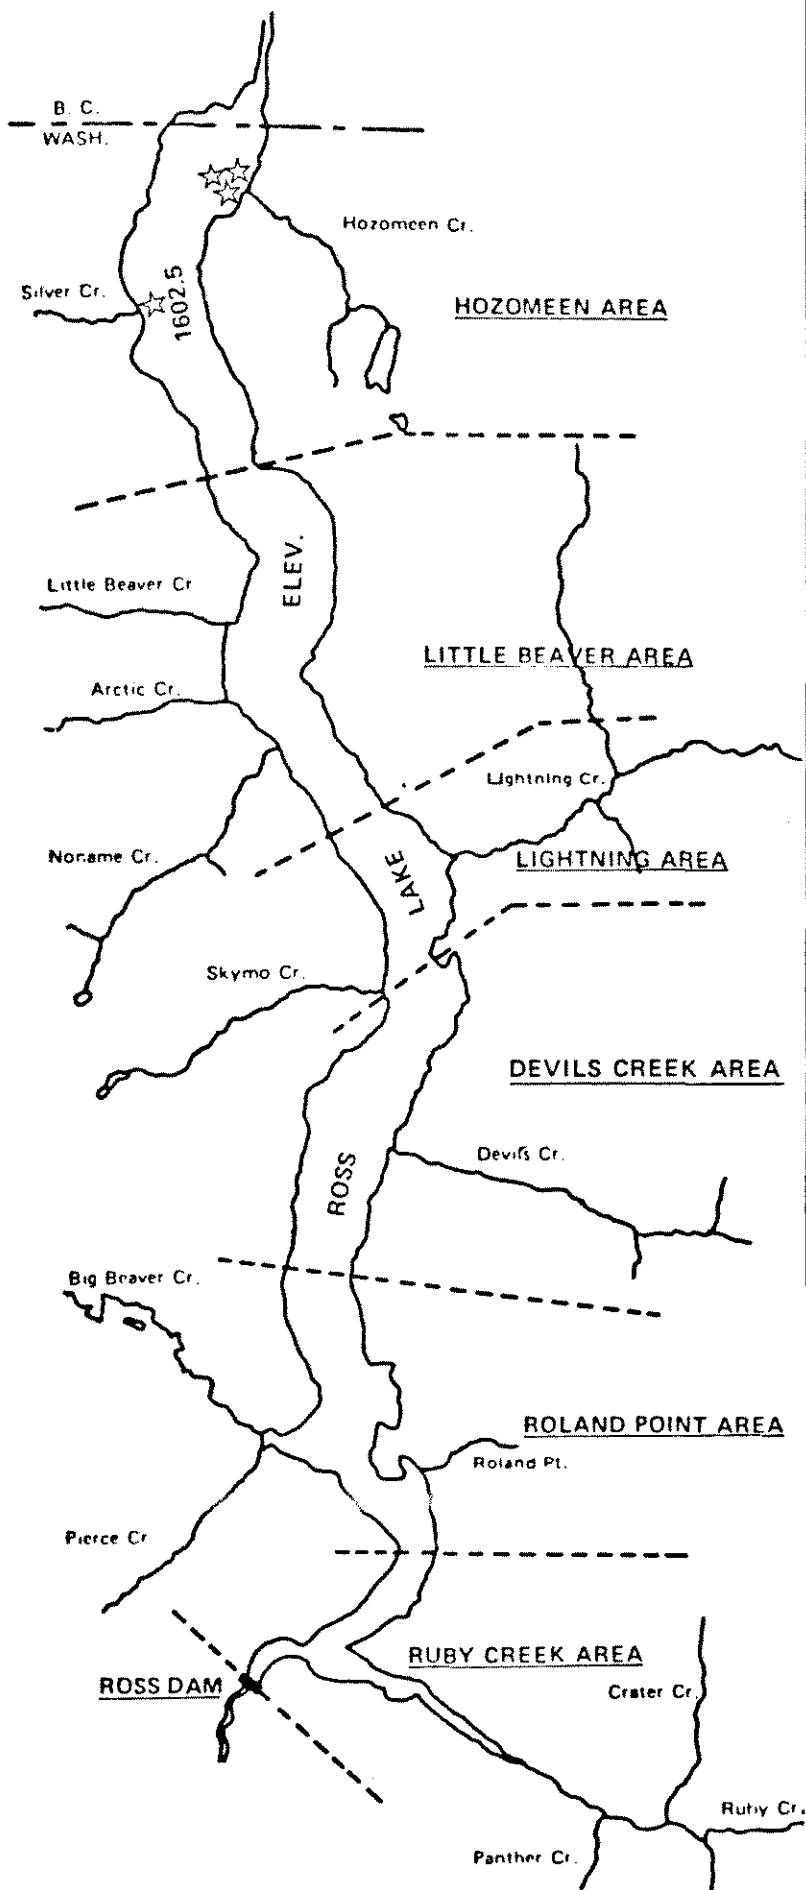 B. C.
WASH.
Hozomeen Cr.
Silver Cr.
1602.5
HOZOMEEN AREA
ELEV.
Little Beaver Cr
LITTLE BEAVER AREA
Arctic Cr.
Lightning Cr.
Noname Cr.
LAKE
LIGHTNING AREA
Skymo Cr.
DEVILS CREEK AREA
Devils Cr.
ROSS
Big Beaver Cr.
ROLAND POINT AREA
Roland Pt.
Pierce Cr
RUBY CREEK AREA
ROSS DAM
Crater Cr.
Ruby Cr.
Panther Cr.